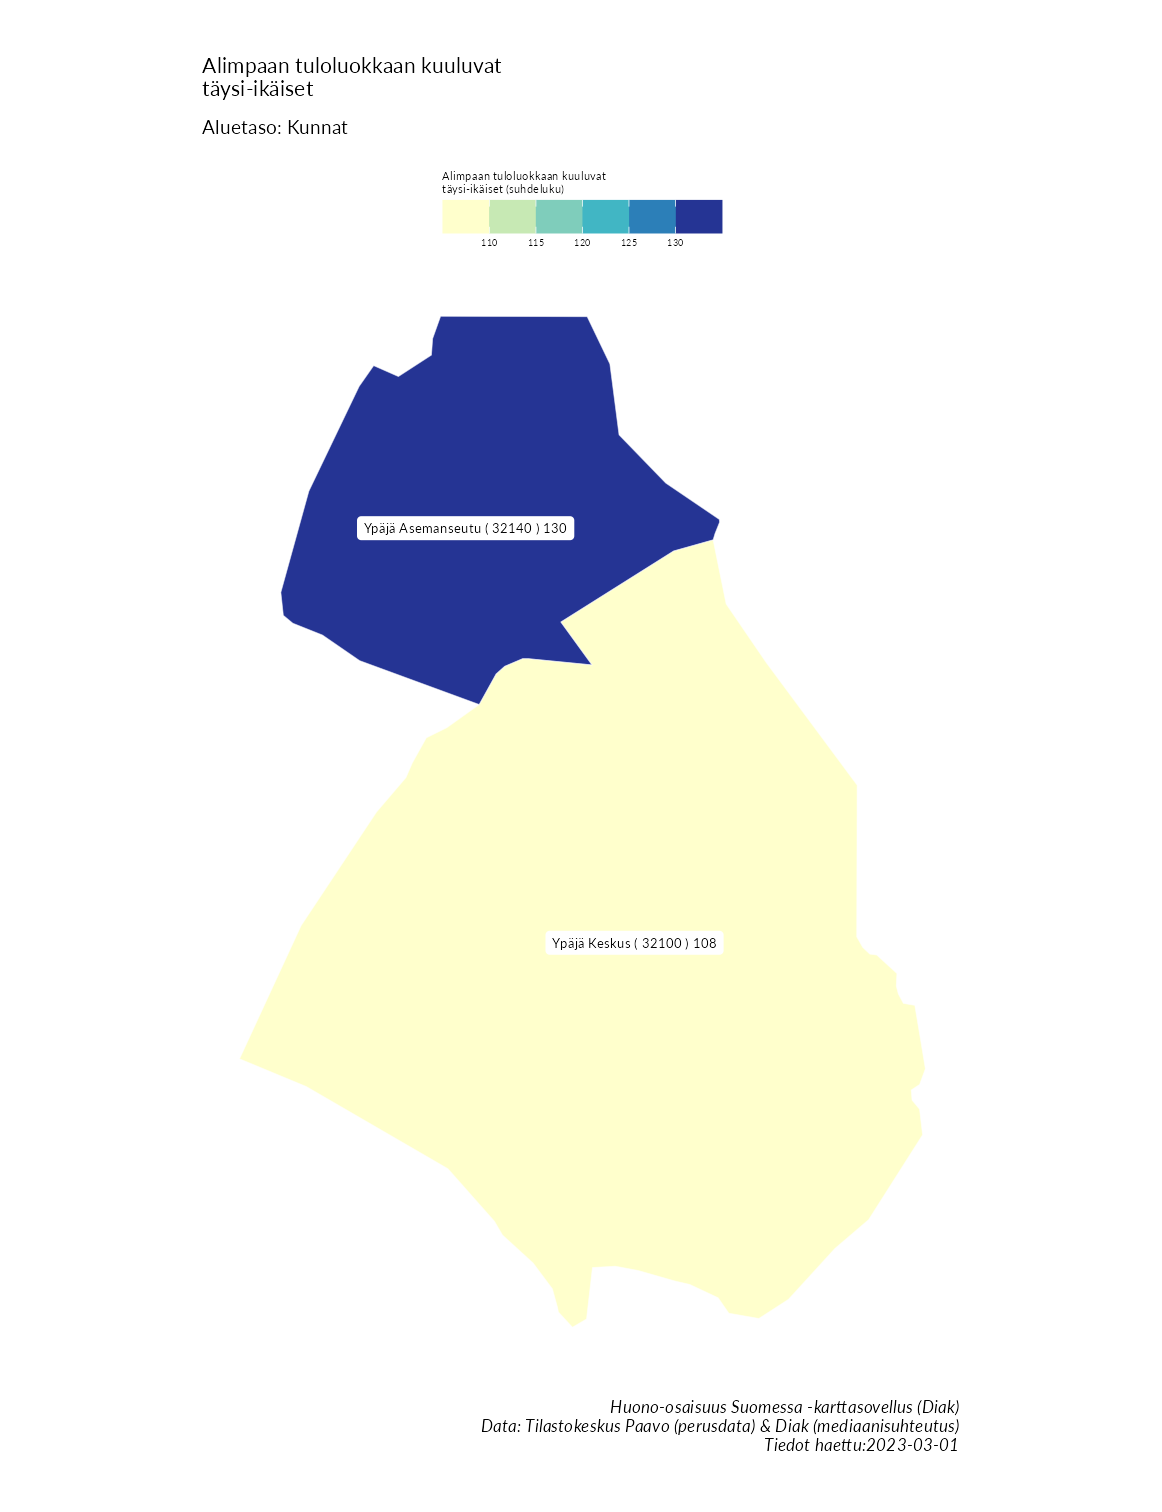 Alimpaan tuloluokkaan kuuluvat
täysi-ikäiset
Aluetaso: Kunnat
Alimpaan tuloluokkaan kuuluvat
täysi-ikäiset (suhdeluku)
110 115 120 125 130
Ypäjä Asemanseutu ( 32140 ) 130
Ypäjä Keskus ( 32100 ) 108
Huono-osaisuus Suomessa -karttasovellus (Diak)
Data: Tilastokeskus Paavo (perusdata) & Diak (mediaanisuhteutus)
Tiedot haettu:2023-03-01